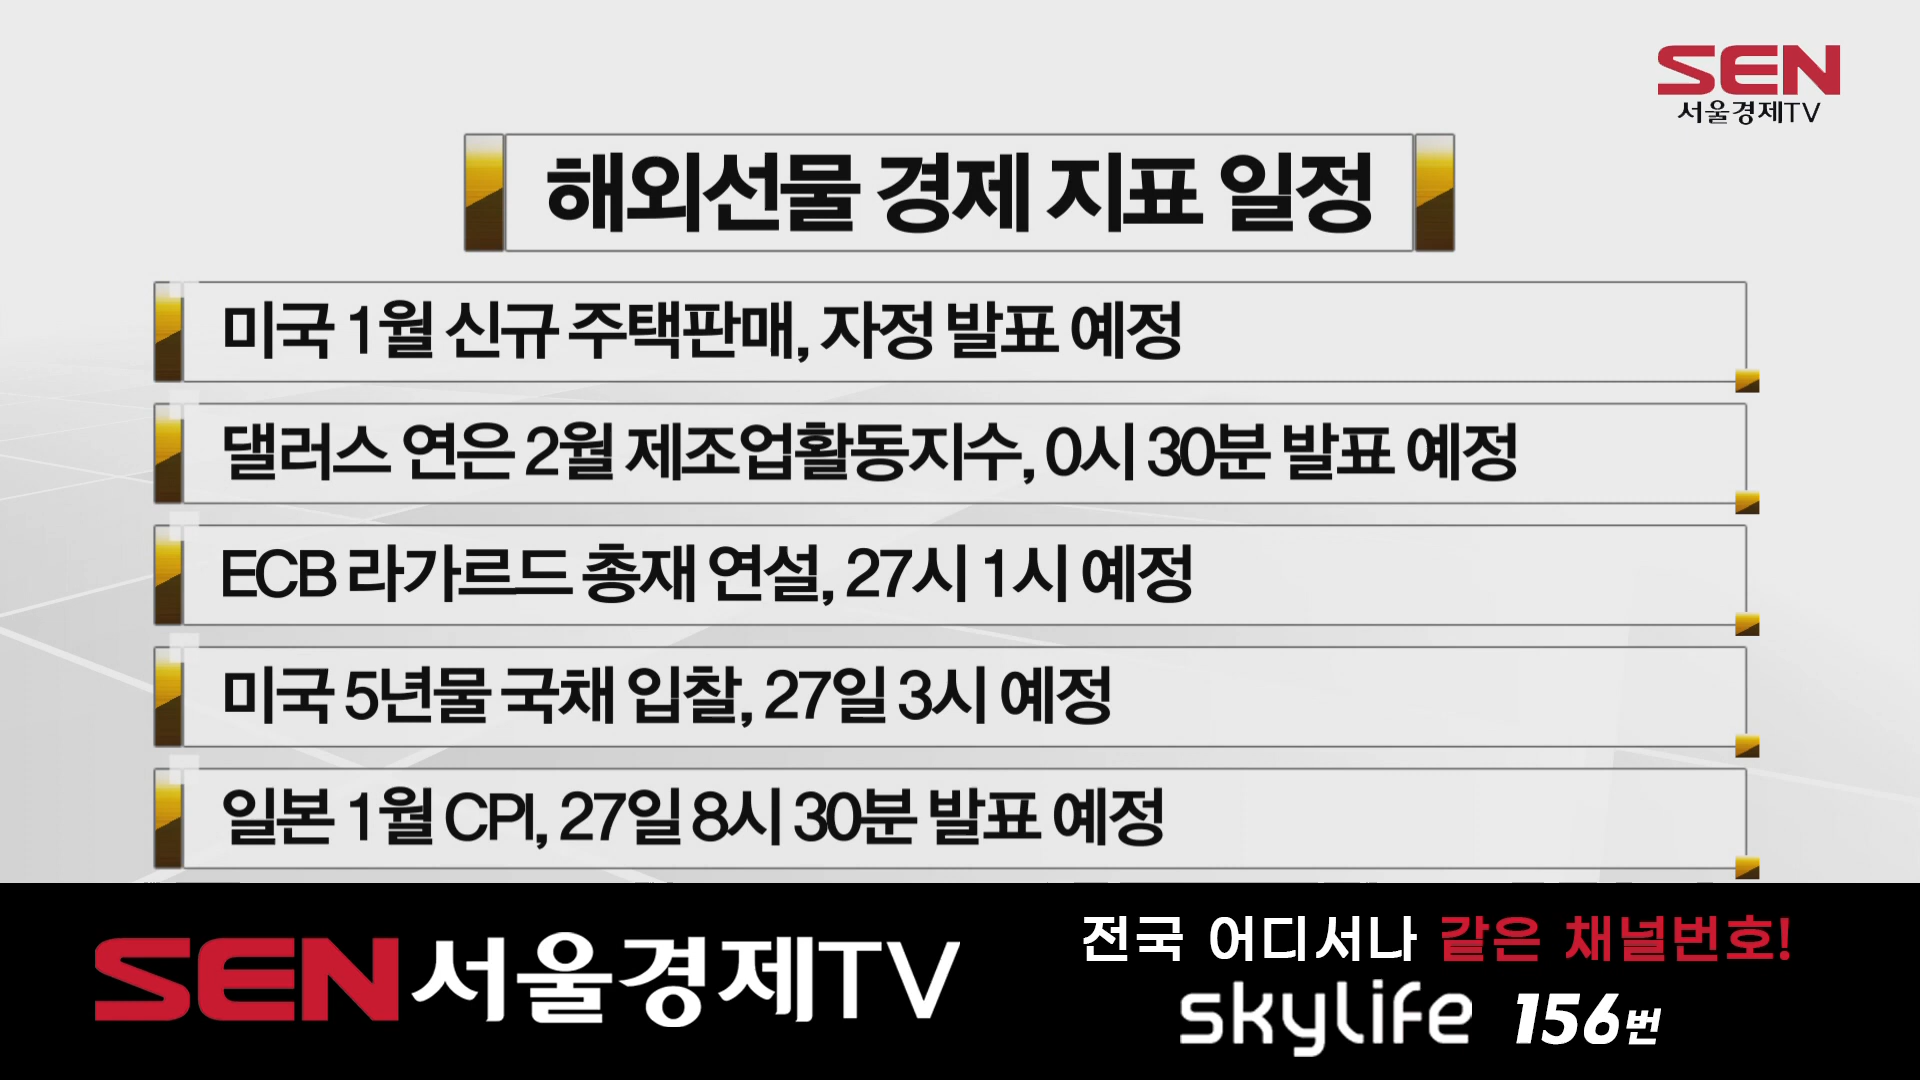 SEN
서울경제TV
해외선물 경제 지표 일정
미국 1월 신규 주택판매, 자정 발표 예정
댈러스 연은 2월 제조업활동지수, 0시 30분 발표 예정
ECB 라가르드 총재 연설, 27시 1시 예정
미국 5년물 국채 입찰, 27일 3시 예정
일본 1월 CPI, 27일 8시 30분 발표 예정
SEN 서울경제TV
전국 어디서나 같은 채널번호!
skylife 156번